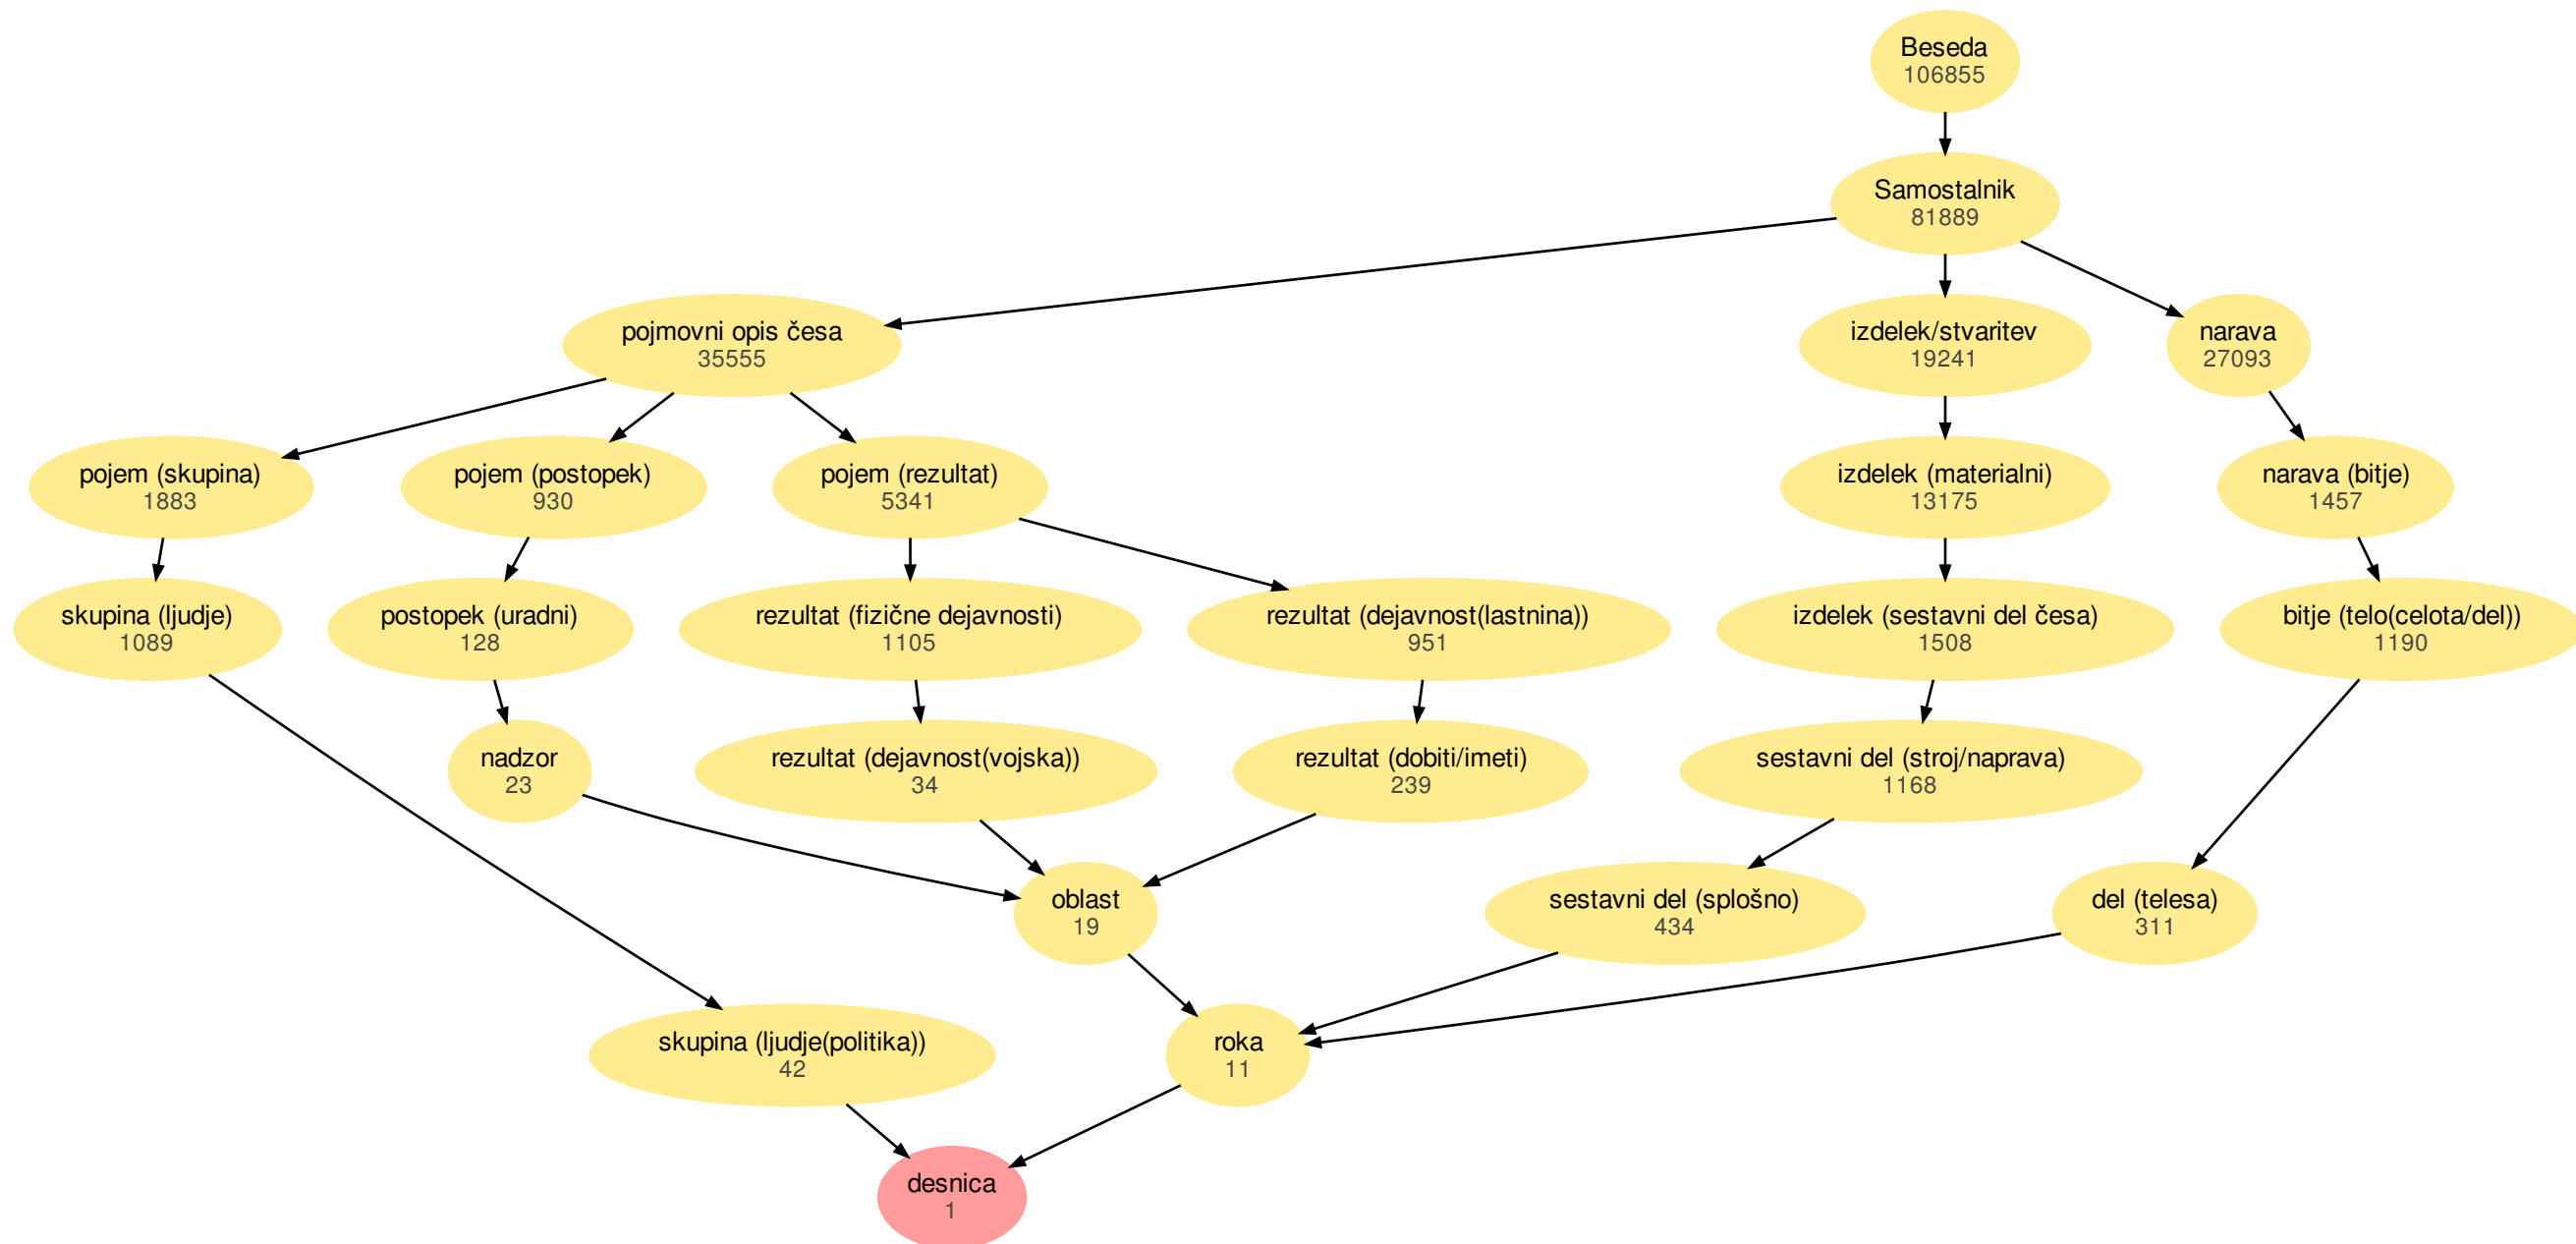 Beseda
106855
Samostalnik
81889
pojmovni opis česa
35555
izdelek/stvaritev
19241
narava
27093
pojem (skupina)
1883
pojem (postopek)
930
pojem (rezultat)
5341
izdelek (materialni)
13175
narava (bitje)
1457
skupina (ljudje)
1089
postopek (uradni)
128
rezultat (fizične dejavnosti)
1105
rezultat (dejavnost(lastnina))
951
izdelek (sestavni del česa)
1508
bitje (telo(celota/del))
1190
nadzor
23
rezultat (dejavnost(vojska))
34
rezultat (dobiti/imeti)
239
sestavni del (stroj/naprava)
1168
oblast
19
sestavni del (splošno)
434
del (telesa)
311
skupina (ljudje(politika))
42
roka
11
desnica
1